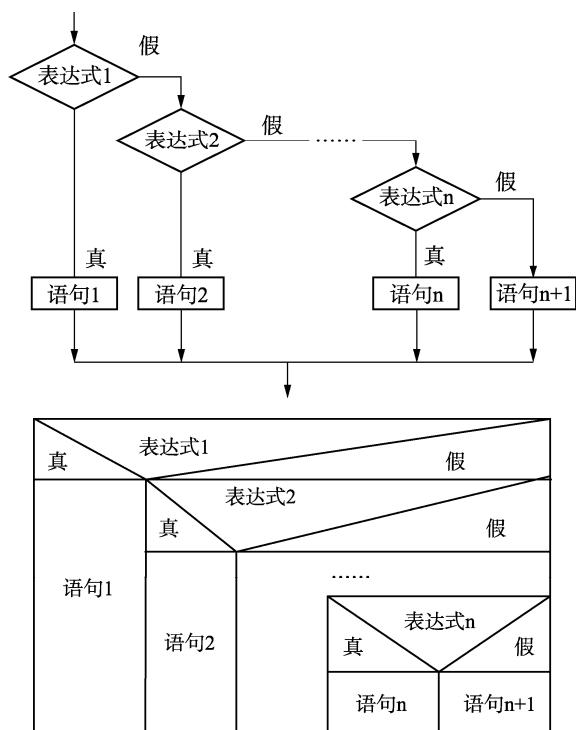 假
表达式1
假
表达式2
……
假
表达式n
真
真
真
语句1
语句2
语句n
语句n+1
表达式1
真
假
表达式2
真
假
……
语句1
表达式n
语句2
真
假
语句n
语句n+1